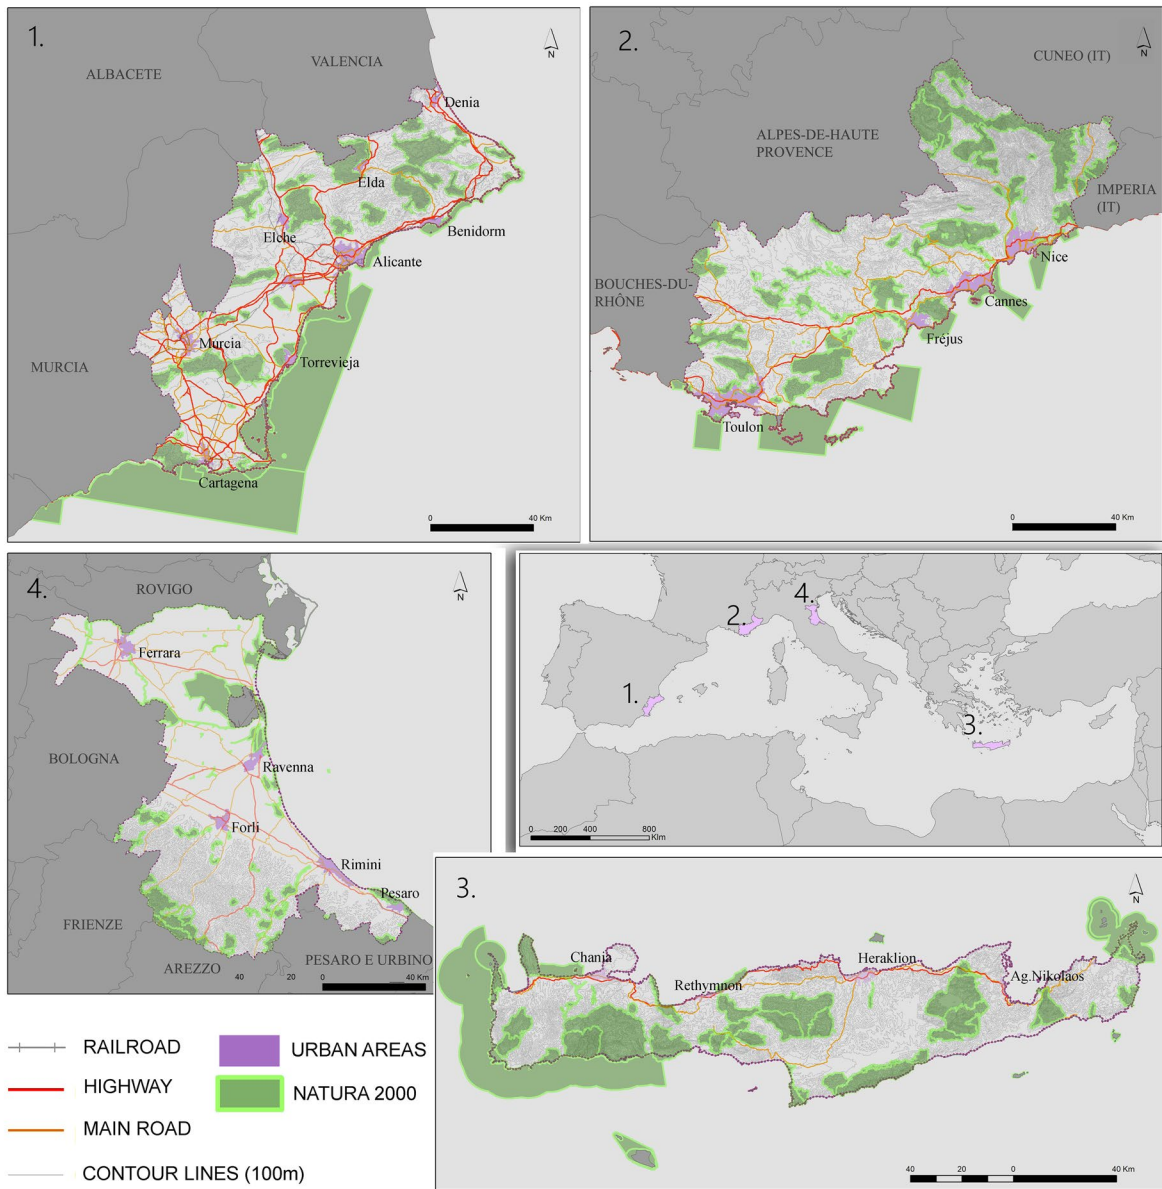 1.
N
VALENCIA
ALBACETE
Denia
Elda
Benidorm
Elche
Alicante
Murcia
MURCIA
Torrevieja
Cartagena
0 40 Km
2.
N
CUNEO (IT)
ALPES-DE-HAUTE
PROVENCE
IMPERIA
(IT)
BOUCHES-DU-
RHÔNE
Nice
Cannes
Fréjus
Toulon
0 40 Km
4.
N
ROVIGO
Ferrara
BOLOGNA
Ravenna
Forli
Rimini
Pesaro
FRIENZE
AREZZO
PESARO E URBINO
40 0 40 Km
4.
2.
1.
3.
0 200 400 800
Klm
3.
N
Chania
Rethymnon
Heraklion
Ag.Nikolaos
40 20 0 40 Km
RAILROAD
HIGHWAY
MAIN ROAD
CONTOUR LINES (100m)
URBAN AREAS
NATURA 2000